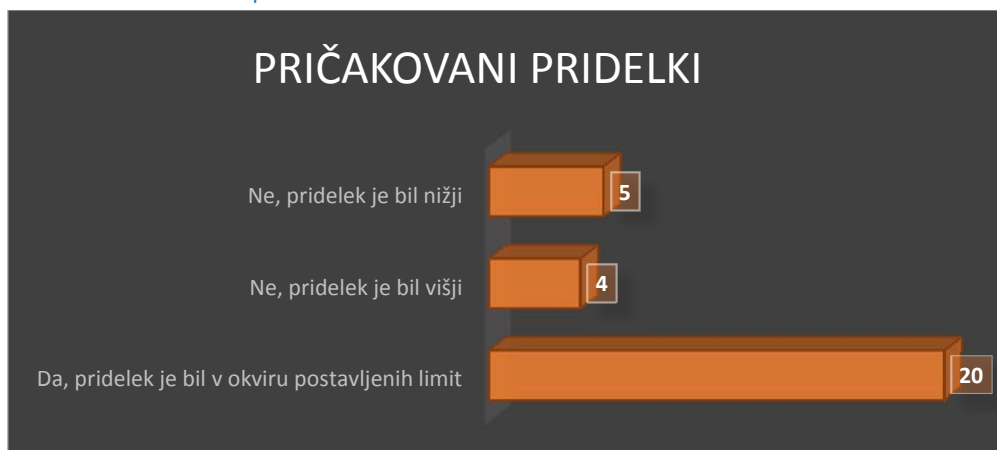 PRIČAKOVANI PRIDELKI
Ne, pridelek je bil nižji
5
Ne, pridelek je bil višji
4
Da, pridelek je bil v okviru postavljenih limit
20